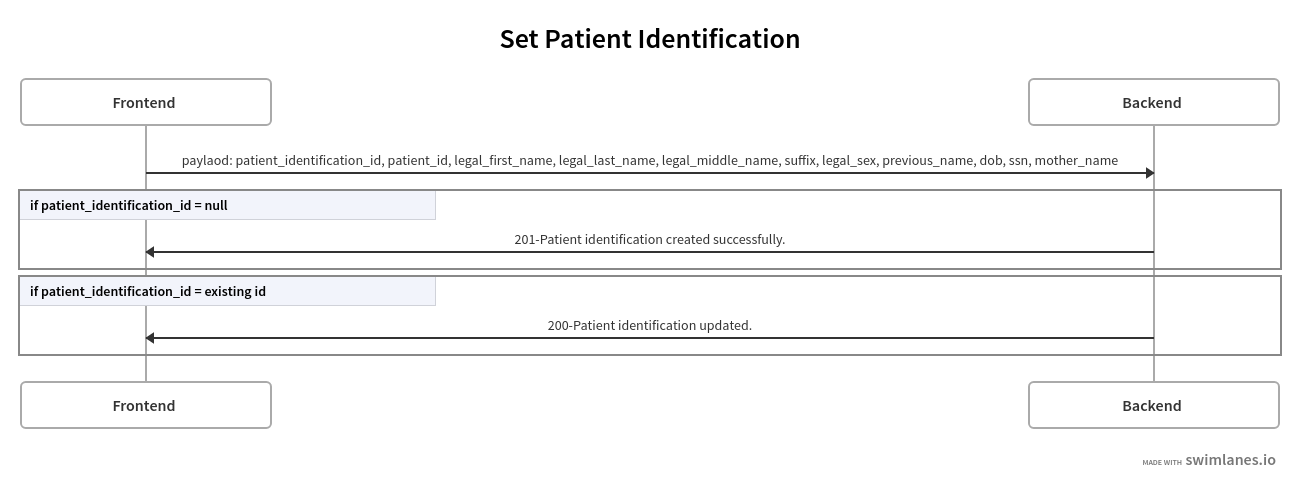 Set Patient Identification
Frontend
Backend
paylaod: patient_identification_id, patient_id, legal_first_name, legal_last_name, legal_middle_name, suffix, legal_sex, previous_name, dob, ssn, mother_name
if patient_identification_id = null
201-Patient identification created successfully.
if patient_identification_id = existing id
200-Patient identification updated.
Frontend
Backend
MADE WITH swimlanes.io